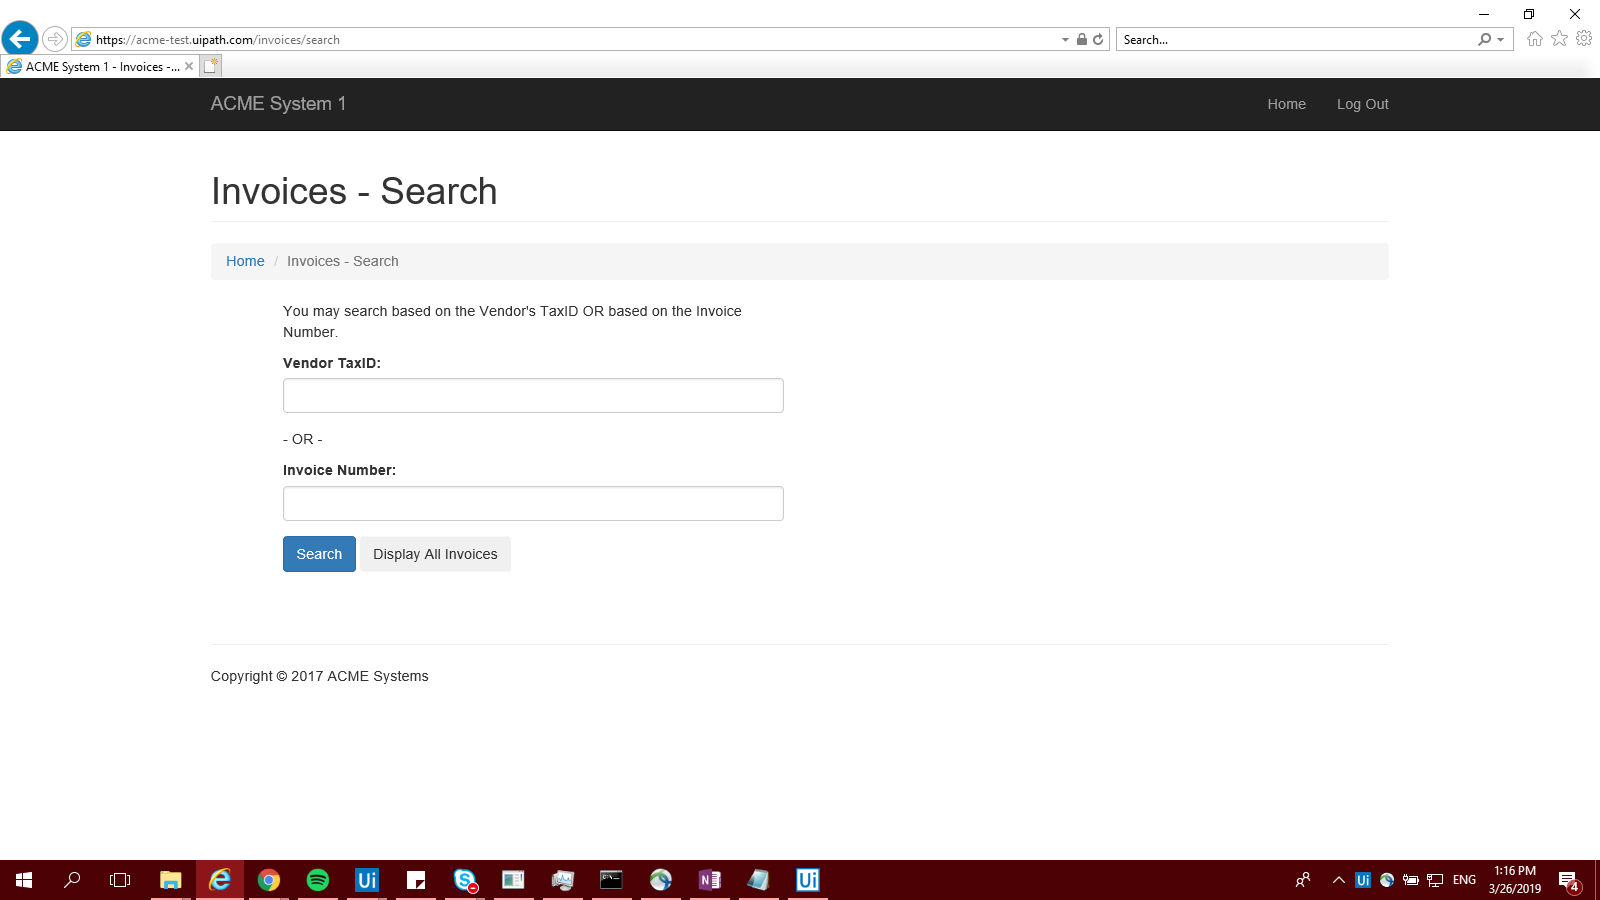 https://acme-test.uipath.com/invoices/search
Search...
ACME System 1 - Invoices -...
ACME System 1
Home
Log Out
Invoices - Search
Home / Invoices - Search
You may search based on the Vendor's TaxID OR based on the Invoice
Number.
Vendor TaxID:
- OR -
Invoice Number:
Search
Display All Invoices
Copyright © 2017 ACME Systems
Ui
N
Ui
Ui
ENG
1:16 PM
3/26/2019
4